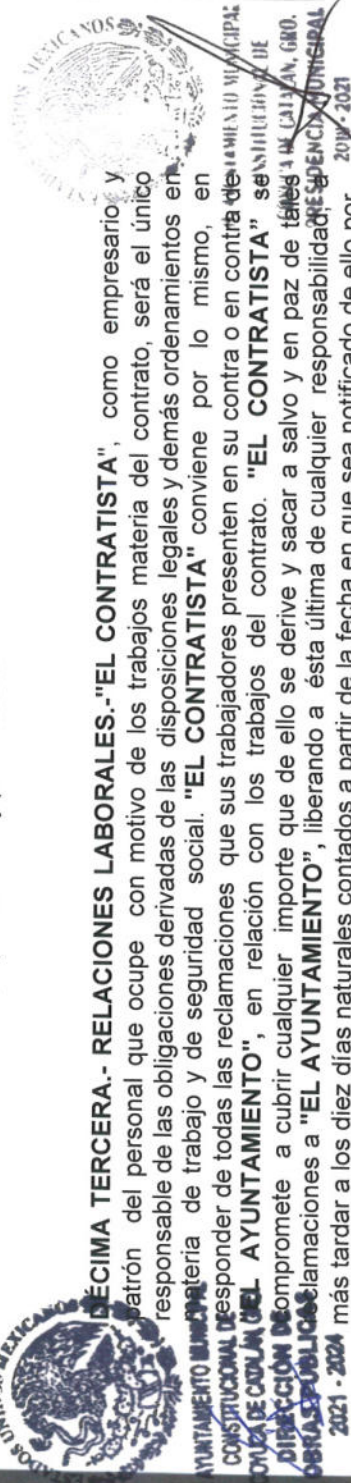 DÉCIMA TERCERA.- RELACIONES LABORALES.-"EL CONTRATISTA", como empresario y
patrón del personal que ocupe con motivo de los trabajos materia del contrato, será el único
responsable de las obligaciones derivadas de las disposiciones legales y demás ordenamientos en
materia de trabajo y de seguridad social. "EL CONTRATISTA" conviene por lo mismo, en
responder de todas las reclamaciones que sus trabajadores presenten en su contra o en contra de
"EL AYUNTAMIENTO", en relación con los trabajos del contrato. "EL CONTRATISTA" se
compromete a cubrir cualquier importe que de ello se derive y sacar a salvo y en paz de tales
reclamaciones a "EL AYUNTAMIENTO", liberando a ésta última de cualquier responsabilidad, a
más tardar a los diez días naturales contados a partir de la fecha en que sea notificado de ello por
AYUNTAMIENTO MUNICIPAL
CONSTITUCIONAL DE
COYUCA DE CATALÁN GRO.
DIRECCIÓN DE
OBRAS PÚBLICAS
2021 - 2024
MEXICANOS
CATALAN, GRO.
PRESIDENCIA MUNICIPAL
2021